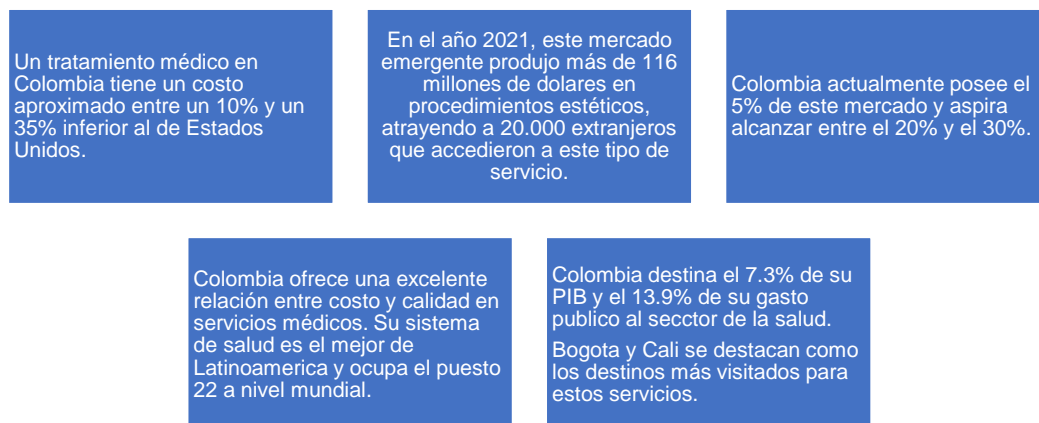 Un tratamiento médico en
Colombia tiene un costo
aproximado entre un 10% y un
35% inferior al de Estados
Unidos.
En el año 2021, este mercado
emergente produjo más de 116
millones de dolares en
procedimientos estéticos,
atrayendo a 20.000 extranjeros
que accedieron a este tipo de
servicio.
Colombia actualmente posee el
5% de este mercado y aspira
alcanzar entre el 20% y el 30%.
Colombia ofrece una excelente
relación entre costo y calidad en
servicios médicos. Su sistema
de salud es el mejor de
Latinoamerica y ocupa el puesto
22 a nivel mundial.
Colombia destina el 7.3% de su
PIB y el 13.9% de su gasto
publico al secctor de la salud.
Bogota y Cali se destacan como
los destinos más visitados para
estos servicios.